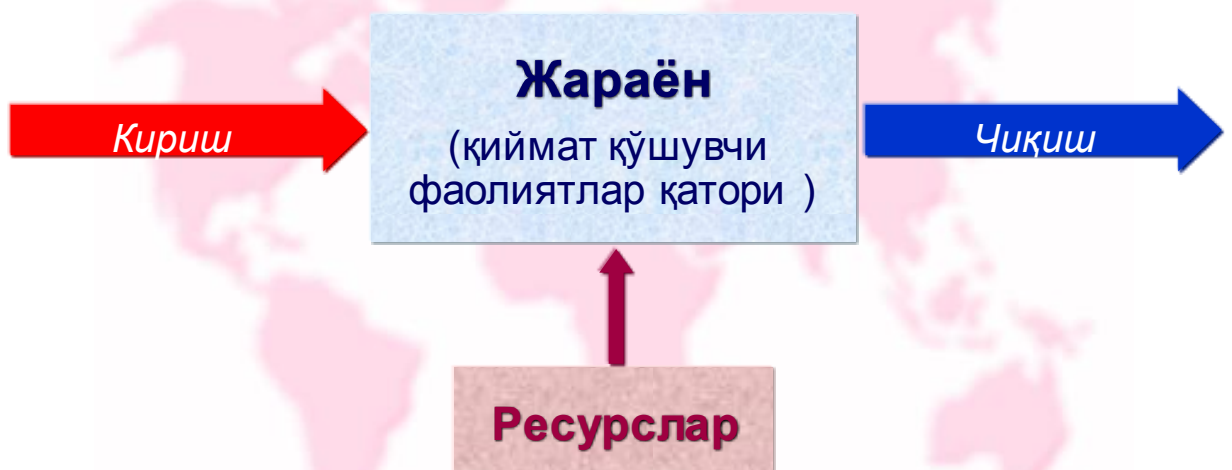 Жараён
Кириш
(қиймат қўшувчи
фаолиятлар қатори )
Чиқиш
Ресурслар